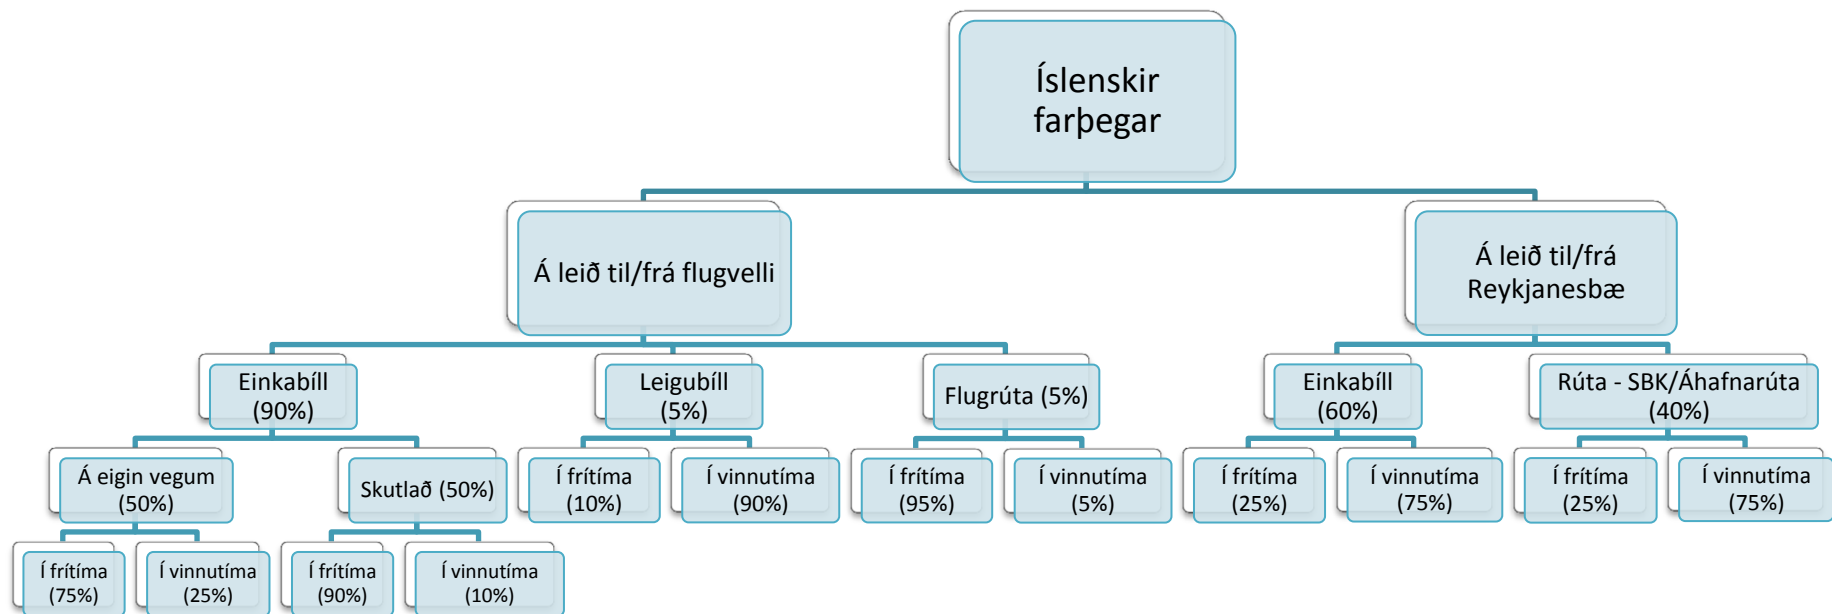 Íslenskir
farþegar
Á leið til/frá flugvelli
Á leið til/frá
Reykjanesbæ
Einkabíll
(90%)
Leigubíll
(5%)
Flugrúta (5%)
Einkabíll
(60%)
Rúta - SBK/Áhafnarúta
(40%)
Á eigin vegum
(50%)
Skutlað (50%)
Í frítíma
(10%)
Í vinnutíma
(90%)
Í frítíma
(95%)
Í vinnutíma
(5%)
Í frítíma
(25%)
Í vinnutíma
(75%)
Í frítíma
(25%)
Í vinnutíma
(75%)
Í frítíma
(75%)
Í vinnutíma
(25%)
Í frítíma
(90%)
Í vinnutíma
(10%)